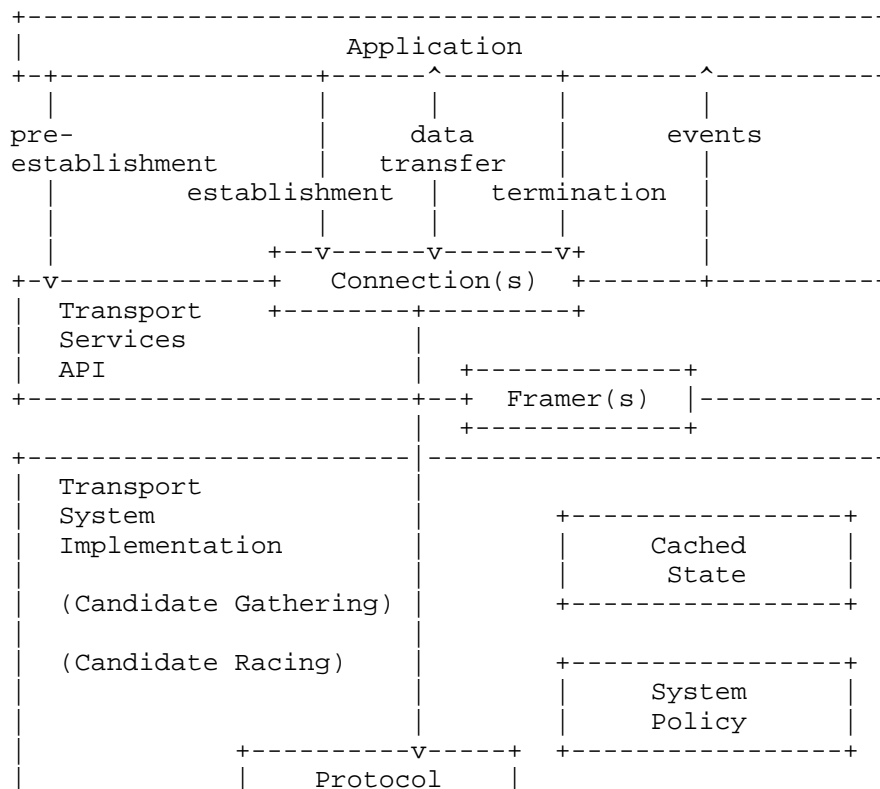 Application
pre-
data
events
establishment
transfer
establishment
termination
Connection(s)
Transport
Services
API
Framer(s)
Transport
System
Implementation
Cached
State
(Candidate Gathering)
(Candidate Racing)
System
Policy
Protocol